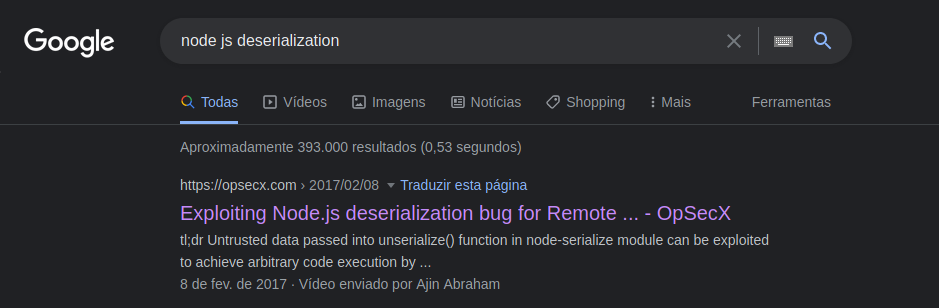 Google
node js deserialization
Todas
Vídeos
Imagens
Notícias
Shopping
Mais
Ferramentas
Aproximadamente 393.000 resultados (0,53 segundos)
https://opsecx.com › 2017/02/08 Traduzir esta página
Exploiting Node.js deserialization bug for Remote ... - OpSecX
tl;dr Untrusted data passed into unserialize() function in node-serialize module can be exploited
to achieve arbitrary code execution by ...
8 de fev. de 2017 · Vídeo enviado por Ajin Abraham